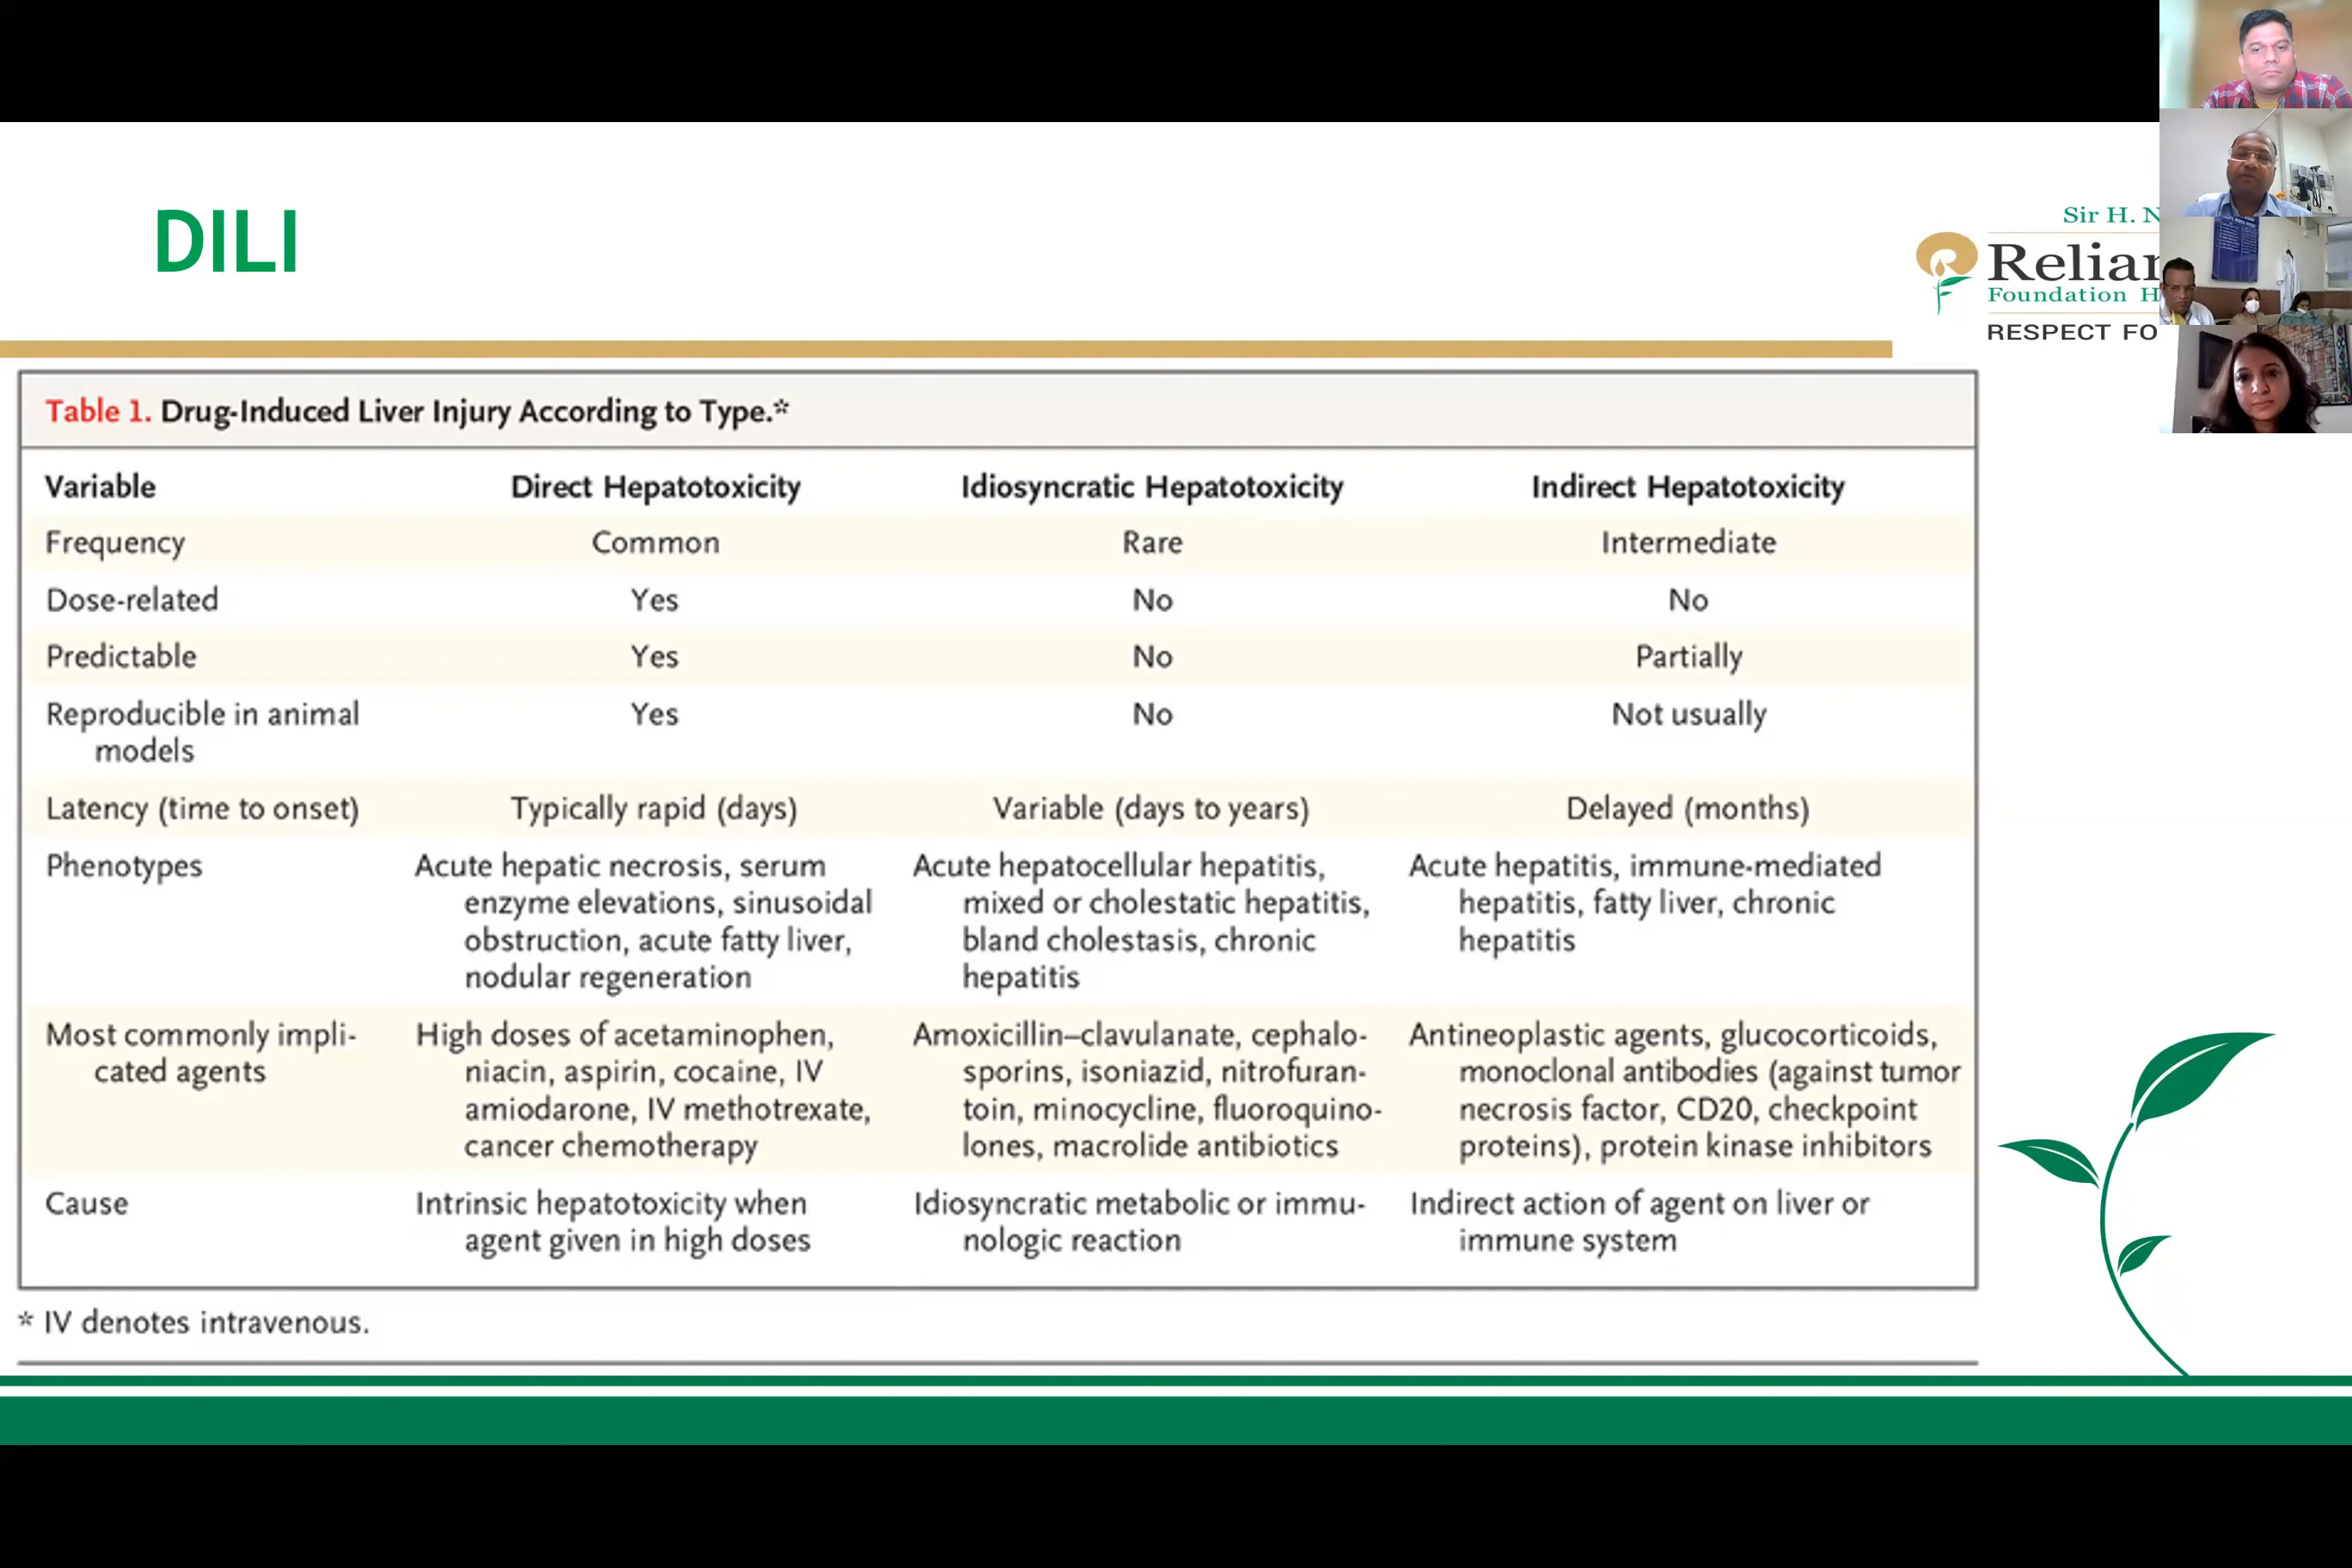 DILI
Sir H. N
Relian
Foundation H
RESPECT FO
Table 1. Drug-Induced Liver Injury According to Type.*
Variable Direct Hepatotoxicity Idiosyncratic Hepatotoxicity Indirect Hepatotoxicity
Frequency Common Rare Intermediate
Dose-related Yes No No
Predictable Yes No Partially
Reproducible in animal Yes No Not usually
models
Latency (time to onset) Typically rapid (days) Variable (days to years) Delayed (months)
Phenotypes Acute hepatic necrosis, serum Acute hepatocellular hepatitis, Acute hepatitis, immune-mediated
enzyme elevations, sinusoidal mixed or cholestatic hepatitis, hepatitis, fatty liver, chronic
obstruction, acute fatty liver, bland cholestasis, chronic hepatitis
nodular regeneration hepatitis
Most commonly impli- High doses of acetaminophen, Amoxicillin–clavulanate, cephalo- Antineoplastic agents, glucocorticoids,
cated agents niacin, aspirin, cocaine, IV sporins, isoniazid, nitrofuran- monoclonal antibodies (against tumor
amiodarone, IV methotrexate, toin, minocycline, fluoroquino- necrosis factor, CD20, checkpoint
cancer chemotherapy lones, macrolide antibiotics proteins), protein kinase inhibitors
Cause Intrinsic hepatotoxicity when Idiosyncratic metabolic or immu- Indirect action of agent on liver or
agent given in high doses nologic reaction immune system
* IV denotes intravenous.